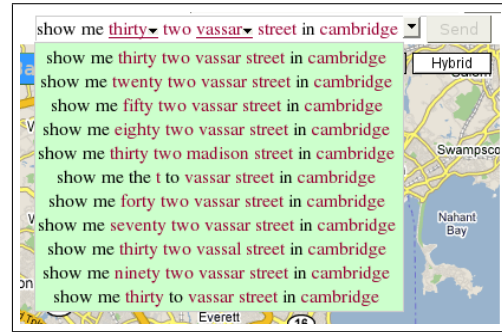 show me thirty two vassar street in cambridge Send
Hybrid
show me thirty two vassar street in cambridge
show me twenty two vassar street in cambridge
show me fifty two vassar street in cambridge
show me eighty two vassar street in cambridge
show me thirty two madison street in cambridge
show me the t to vassar street in cambridge
show me forty two vassar street in cambridge
show me seventy two vassar street in cambridge
show me thirty two vassal street in cambridge
show me ninety two vassar street in cambridge
show me thirty to vassar street in cambridge
Swampsco
Nahant
Bay
Everett
16